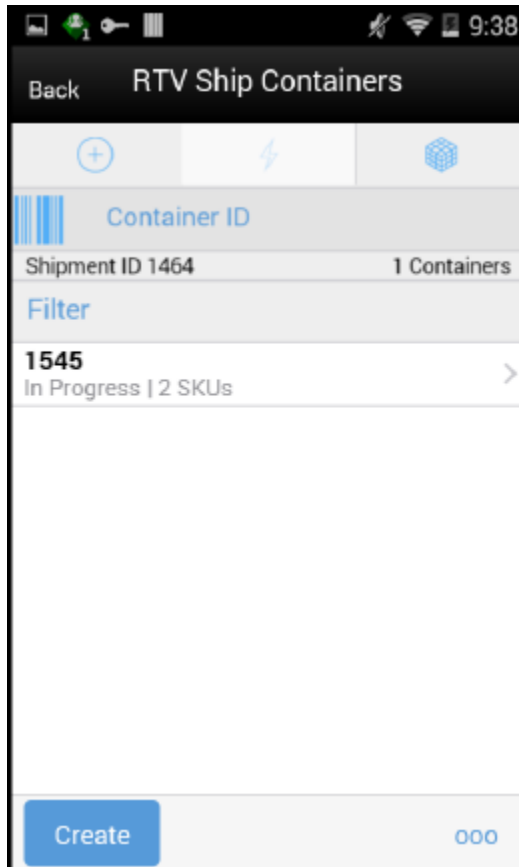 1
9:38
Back
RTV Ship Containers
Container ID
Shipment ID 1464 1 Containers
Filter
1545
In Progress | 2 SKUs
Create
ooo